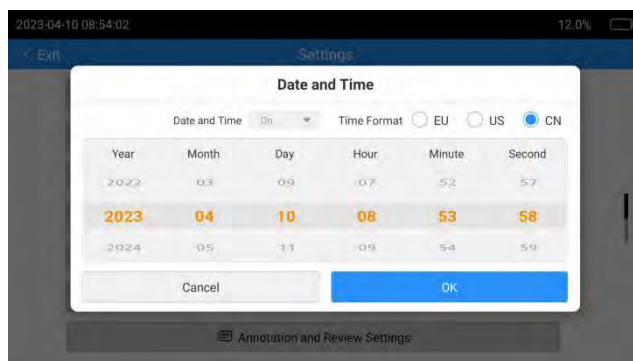 2023-04-10 08:54:02 12.0%
< Exit Settings
Date and Time
Date and Time On Time Format EU US CN
Year Month Day Hour Minute Second
2022 03 09 07 52 57
2023 04 10 08 53 58
2024 05 11 09 54 59
Cancel OK
Annotation and Review Settings